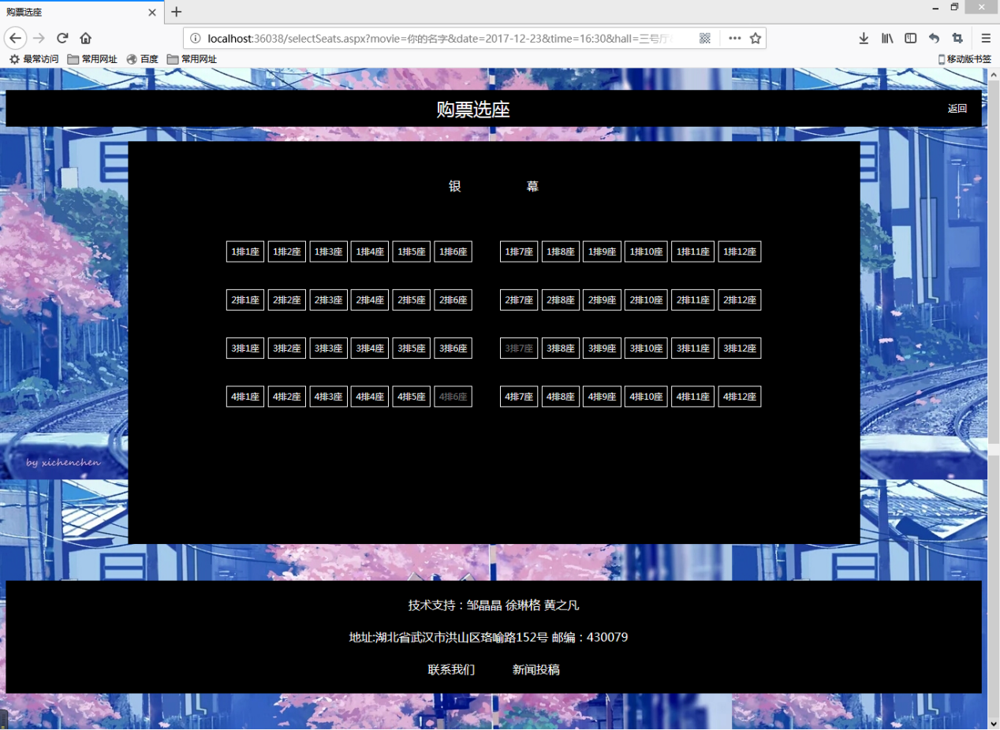 购票选座
localhost:36038/selectSeats.aspx?movie=你的名字&date=2017-12-23&time=16:30&hall=三号厅
最常访问 常用网址 百度 常用网址 移动版书签
购票选座 返回
银 幕
1排1座 1排2座 1排3座 1排4座 1排5座 1排6座 1排7座 1排8座 1排9座 1排10座 1排11座 1排12座
2排1座 2排2座 2排3座 2排4座 2排5座 2排6座 2排7座 2排8座 2排9座 2排10座 2排11座 2排12座
3排1座 3排2座 3排3座 3排4座 3排5座 3排6座 3排7座 3排8座 3排9座 3排10座 3排11座 3排12座
4排1座 4排2座 4排3座 4排4座 4排5座 4排6座 4排7座 4排8座 4排9座 4排10座 4排11座 4排12座
by xichenchen
技术支持：邹晶晶 徐琳格 黄之凡
地址:湖北省武汉市洪山区珞喻路152号 邮编：430079
联系我们 新闻投稿